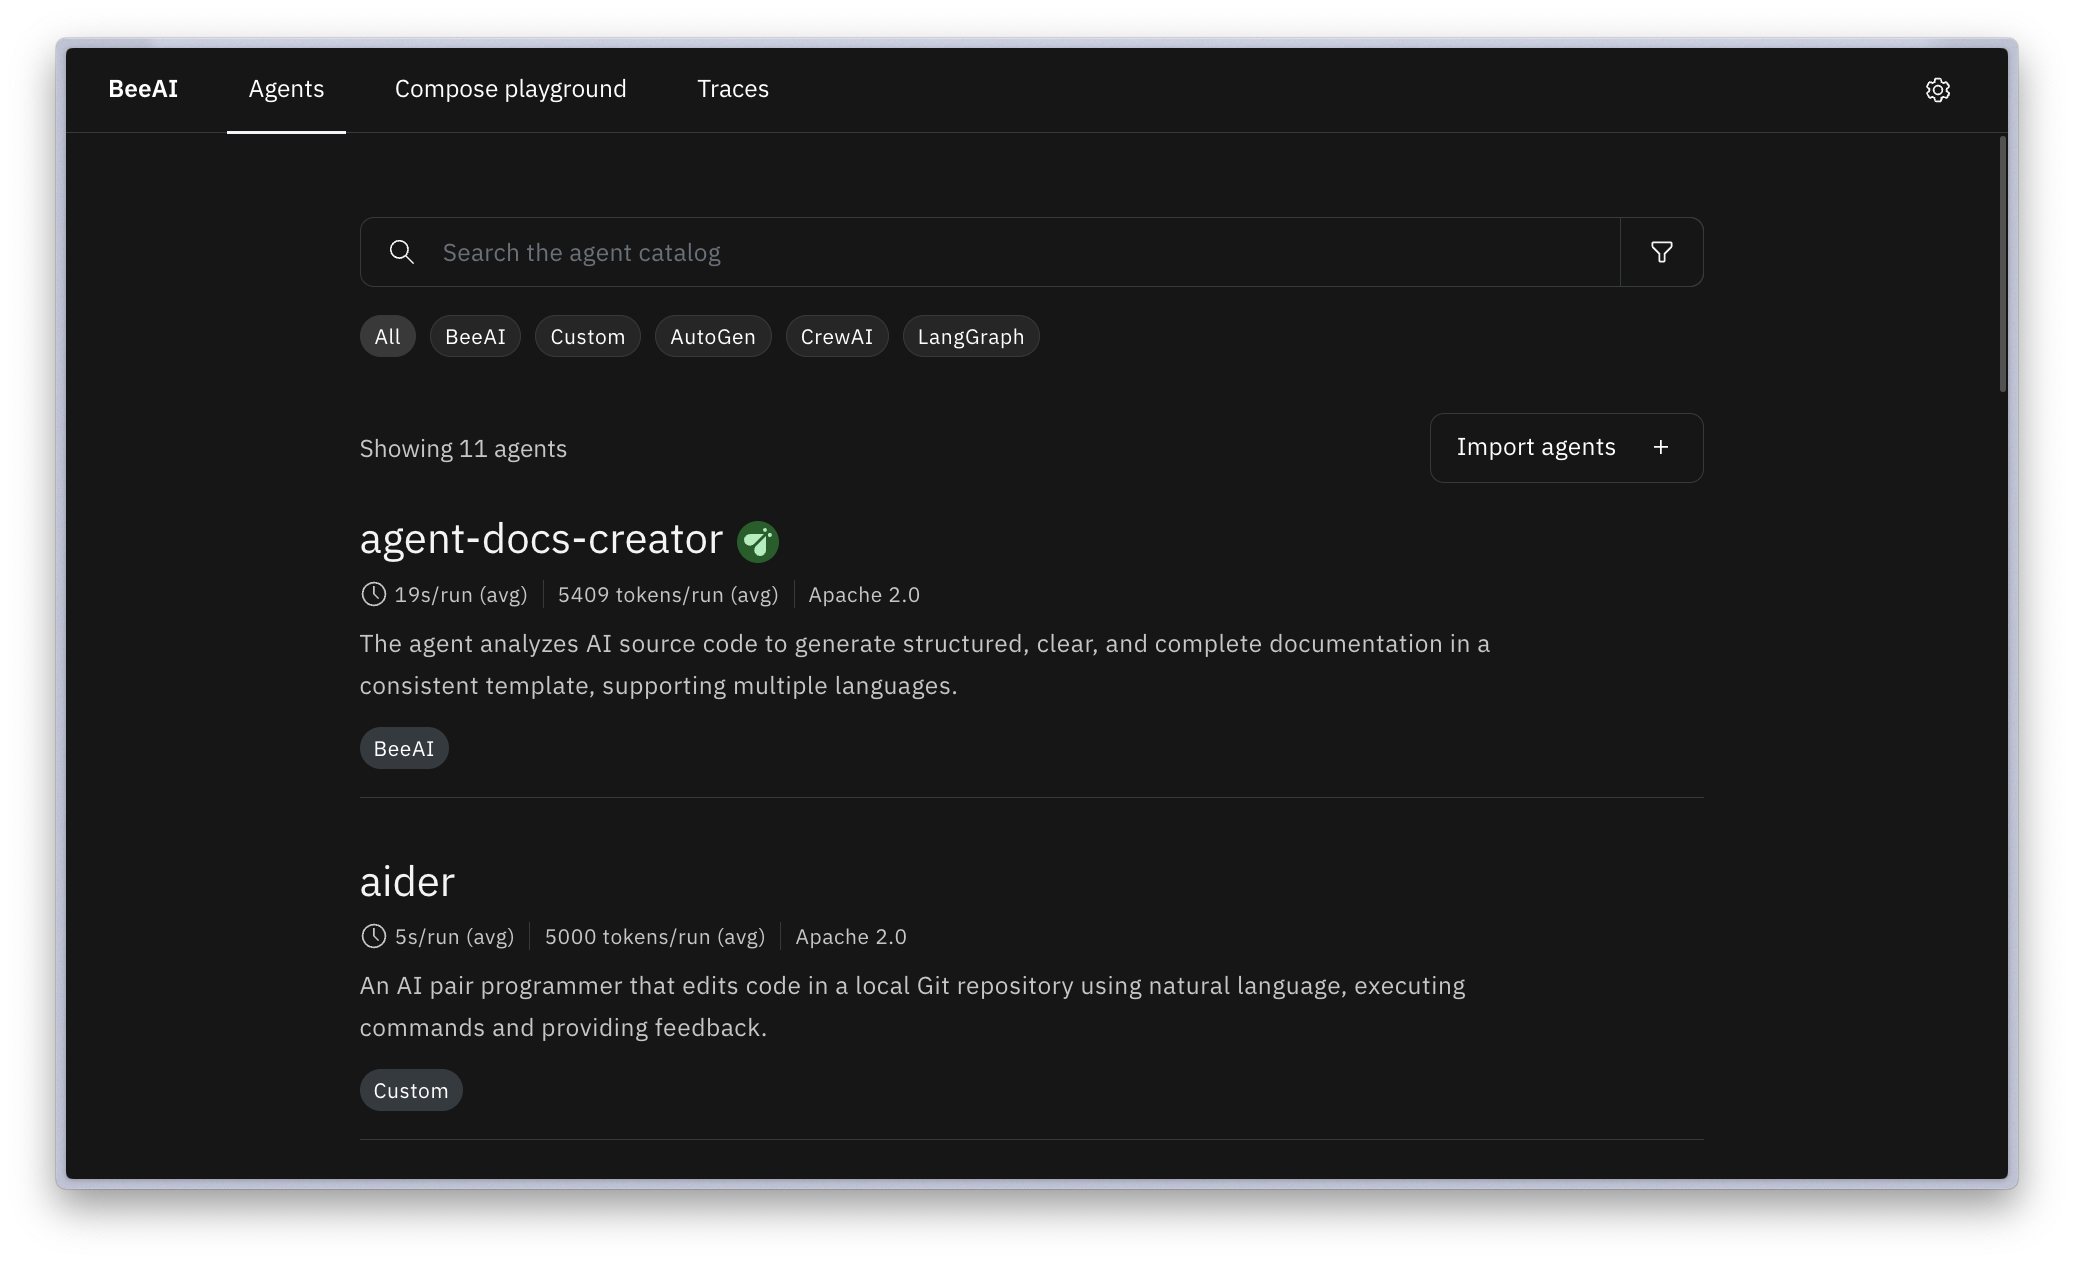 BeeAI Agents Compose playground Traces
Search the agent catalog
All BeeAI Custom AutoGen CrewAI LangGraph
Showing 11 agents Import agents +
agent-docs-creator
19s/run (avg) 5409 tokens/run (avg) Apache 2.0
The agent analyzes AI source code to generate structured, clear, and complete documentation in a
consistent template, supporting multiple languages.
BeeAI
aider
5s/run (avg) 5000 tokens/run (avg) Apache 2.0
An AI pair programmer that edits code in a local Git repository using natural language, executing
commands and providing feedback.
Custom